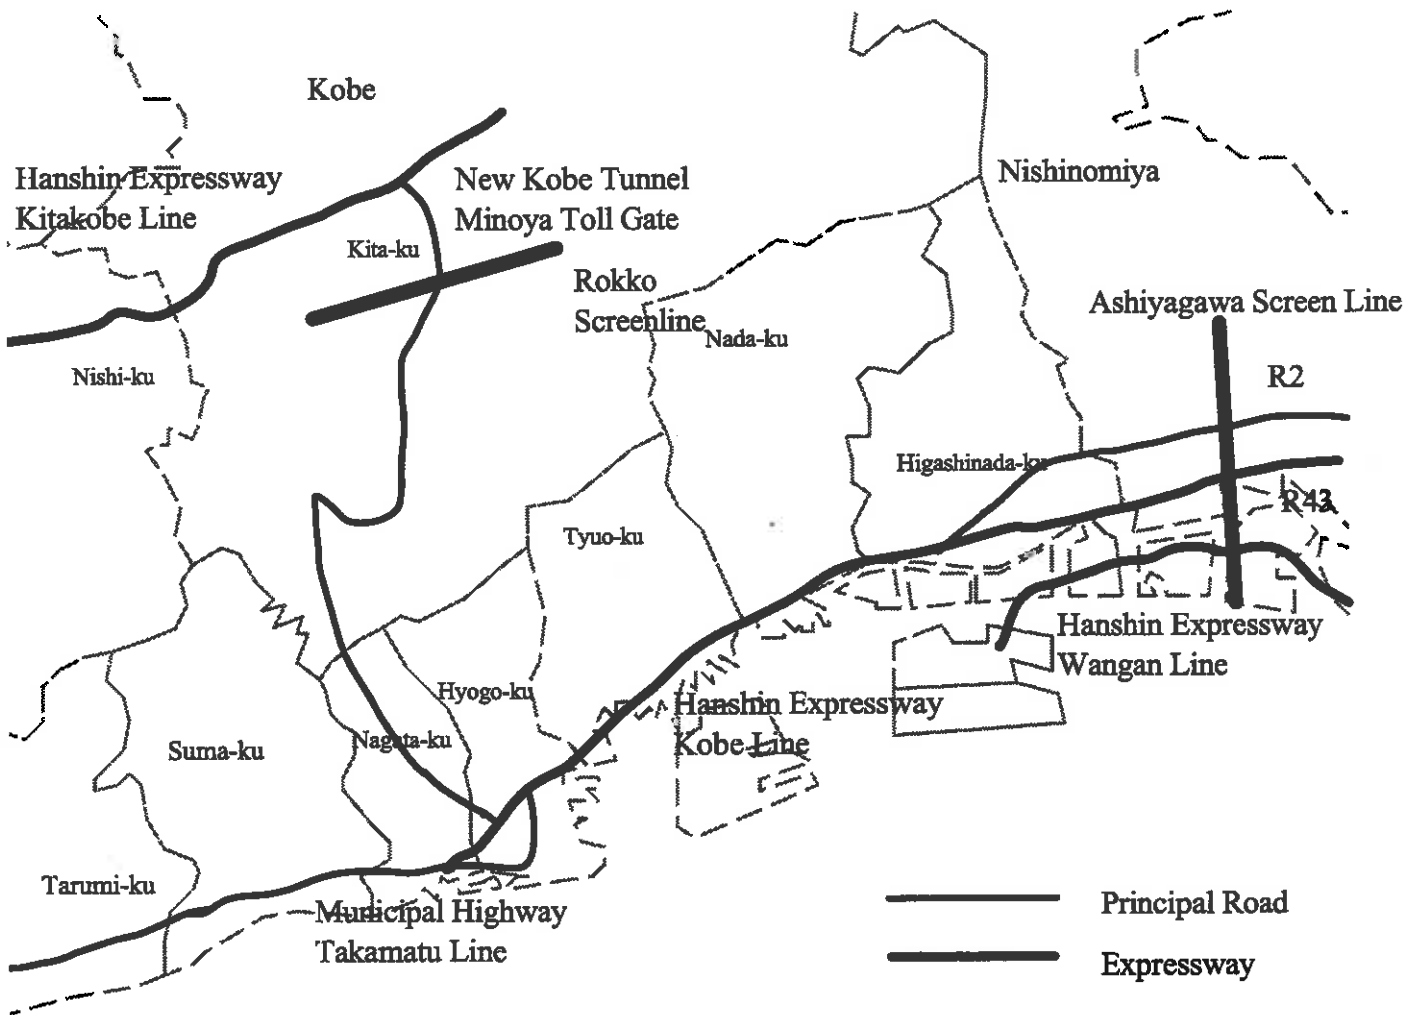 Kobe
Hanshin Expressway
Kitakobe Line
New Kobe Tunnel
Minoya Toll Gate
Nishinomiya
Kita-ku
Rokko
Screenline
Ashiyagawa Screen Line
Nada-ku
Nishi-ku
R2
Higashinada-ku
R43
Tyuo-ku
Hanshin Expressway
Wangan Line
Hyogo-ku
Hanshin Expressway
Kobe Line
Nagata-ku
Suma-ku
Tarumi-ku
Municipal Highway
Takamatu Line
Principal Road
Expressway